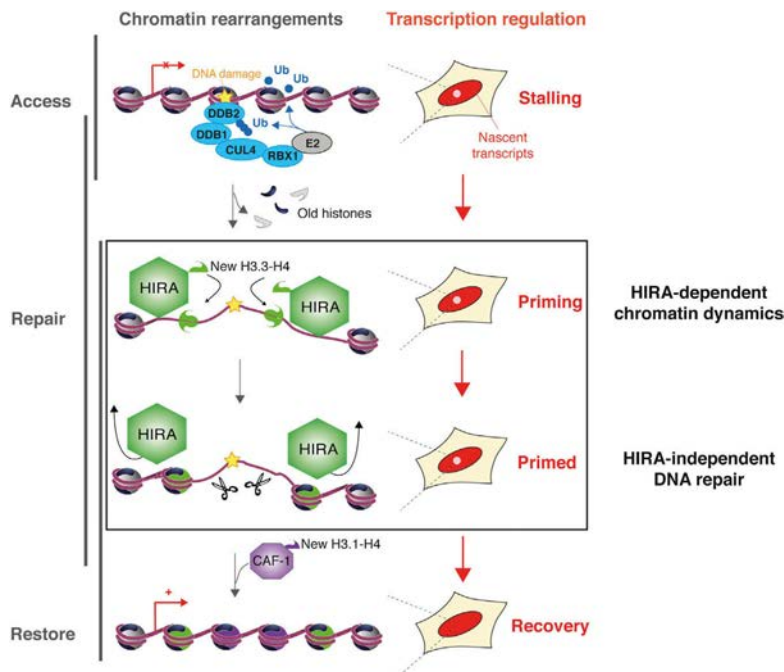 Chromatin rearrangements
Transcription regulation
Access
x
DNA damage
Ub
Ub
DDB2
Ub
DDB1
CUL4
RBX1
E2
Stalling
Nascent
transcripts
Old histones
Repair
HIRA
New H3.3-H4
HIRA
Priming
HIRA-dependent
chromatin dynamics
HIRA
HIRA
Primed
HIRA-independent
DNA repair
CAF-1
New H3.1-H4
Restore
+
Recovery